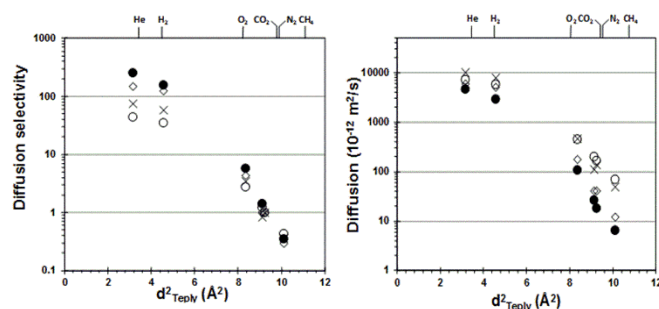 He H₂ O₂ CO₂ N₂ CH₄
Diffusion selectivity
1000
100
10
1
0.1
0 2 4 6 8 10 12
d²Teply (Å²)
He H₂ O₂ CO₂ N₂ CH₄
Diffusion (10⁻¹² m²/s)
10000
1000
100
10
1
0 2 4 6 8 10 12
d²Teply (Å²)